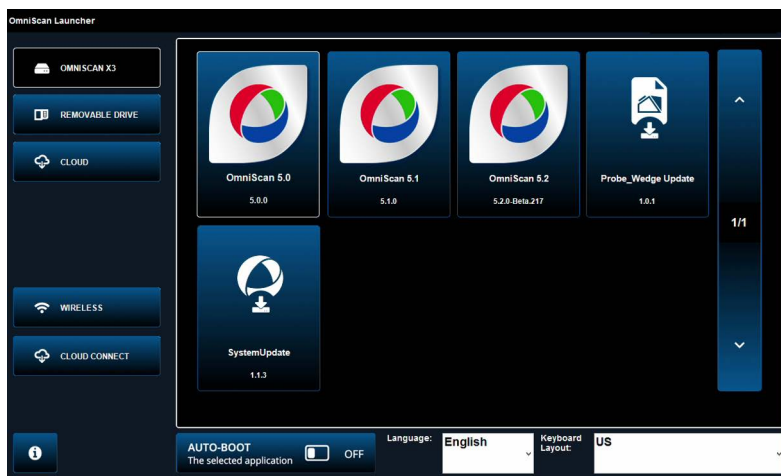 OmniScan Launcher
OMNISCAN X3
REMOVABLE DRIVE
CLOUD
WIRELESS
CLOUD CONNECT
OmniScan 5.0
5.0.0
OmniScan 5.1
5.1.0
OmniScan 5.2
5.2.0-Beta.217
Probe_Wedge Update
1.0.1
SystemUpdate
1.1.3
1/1
AUTO-BOOT
The selected application
OFF
Language:
English
Keyboard
Layout:
US